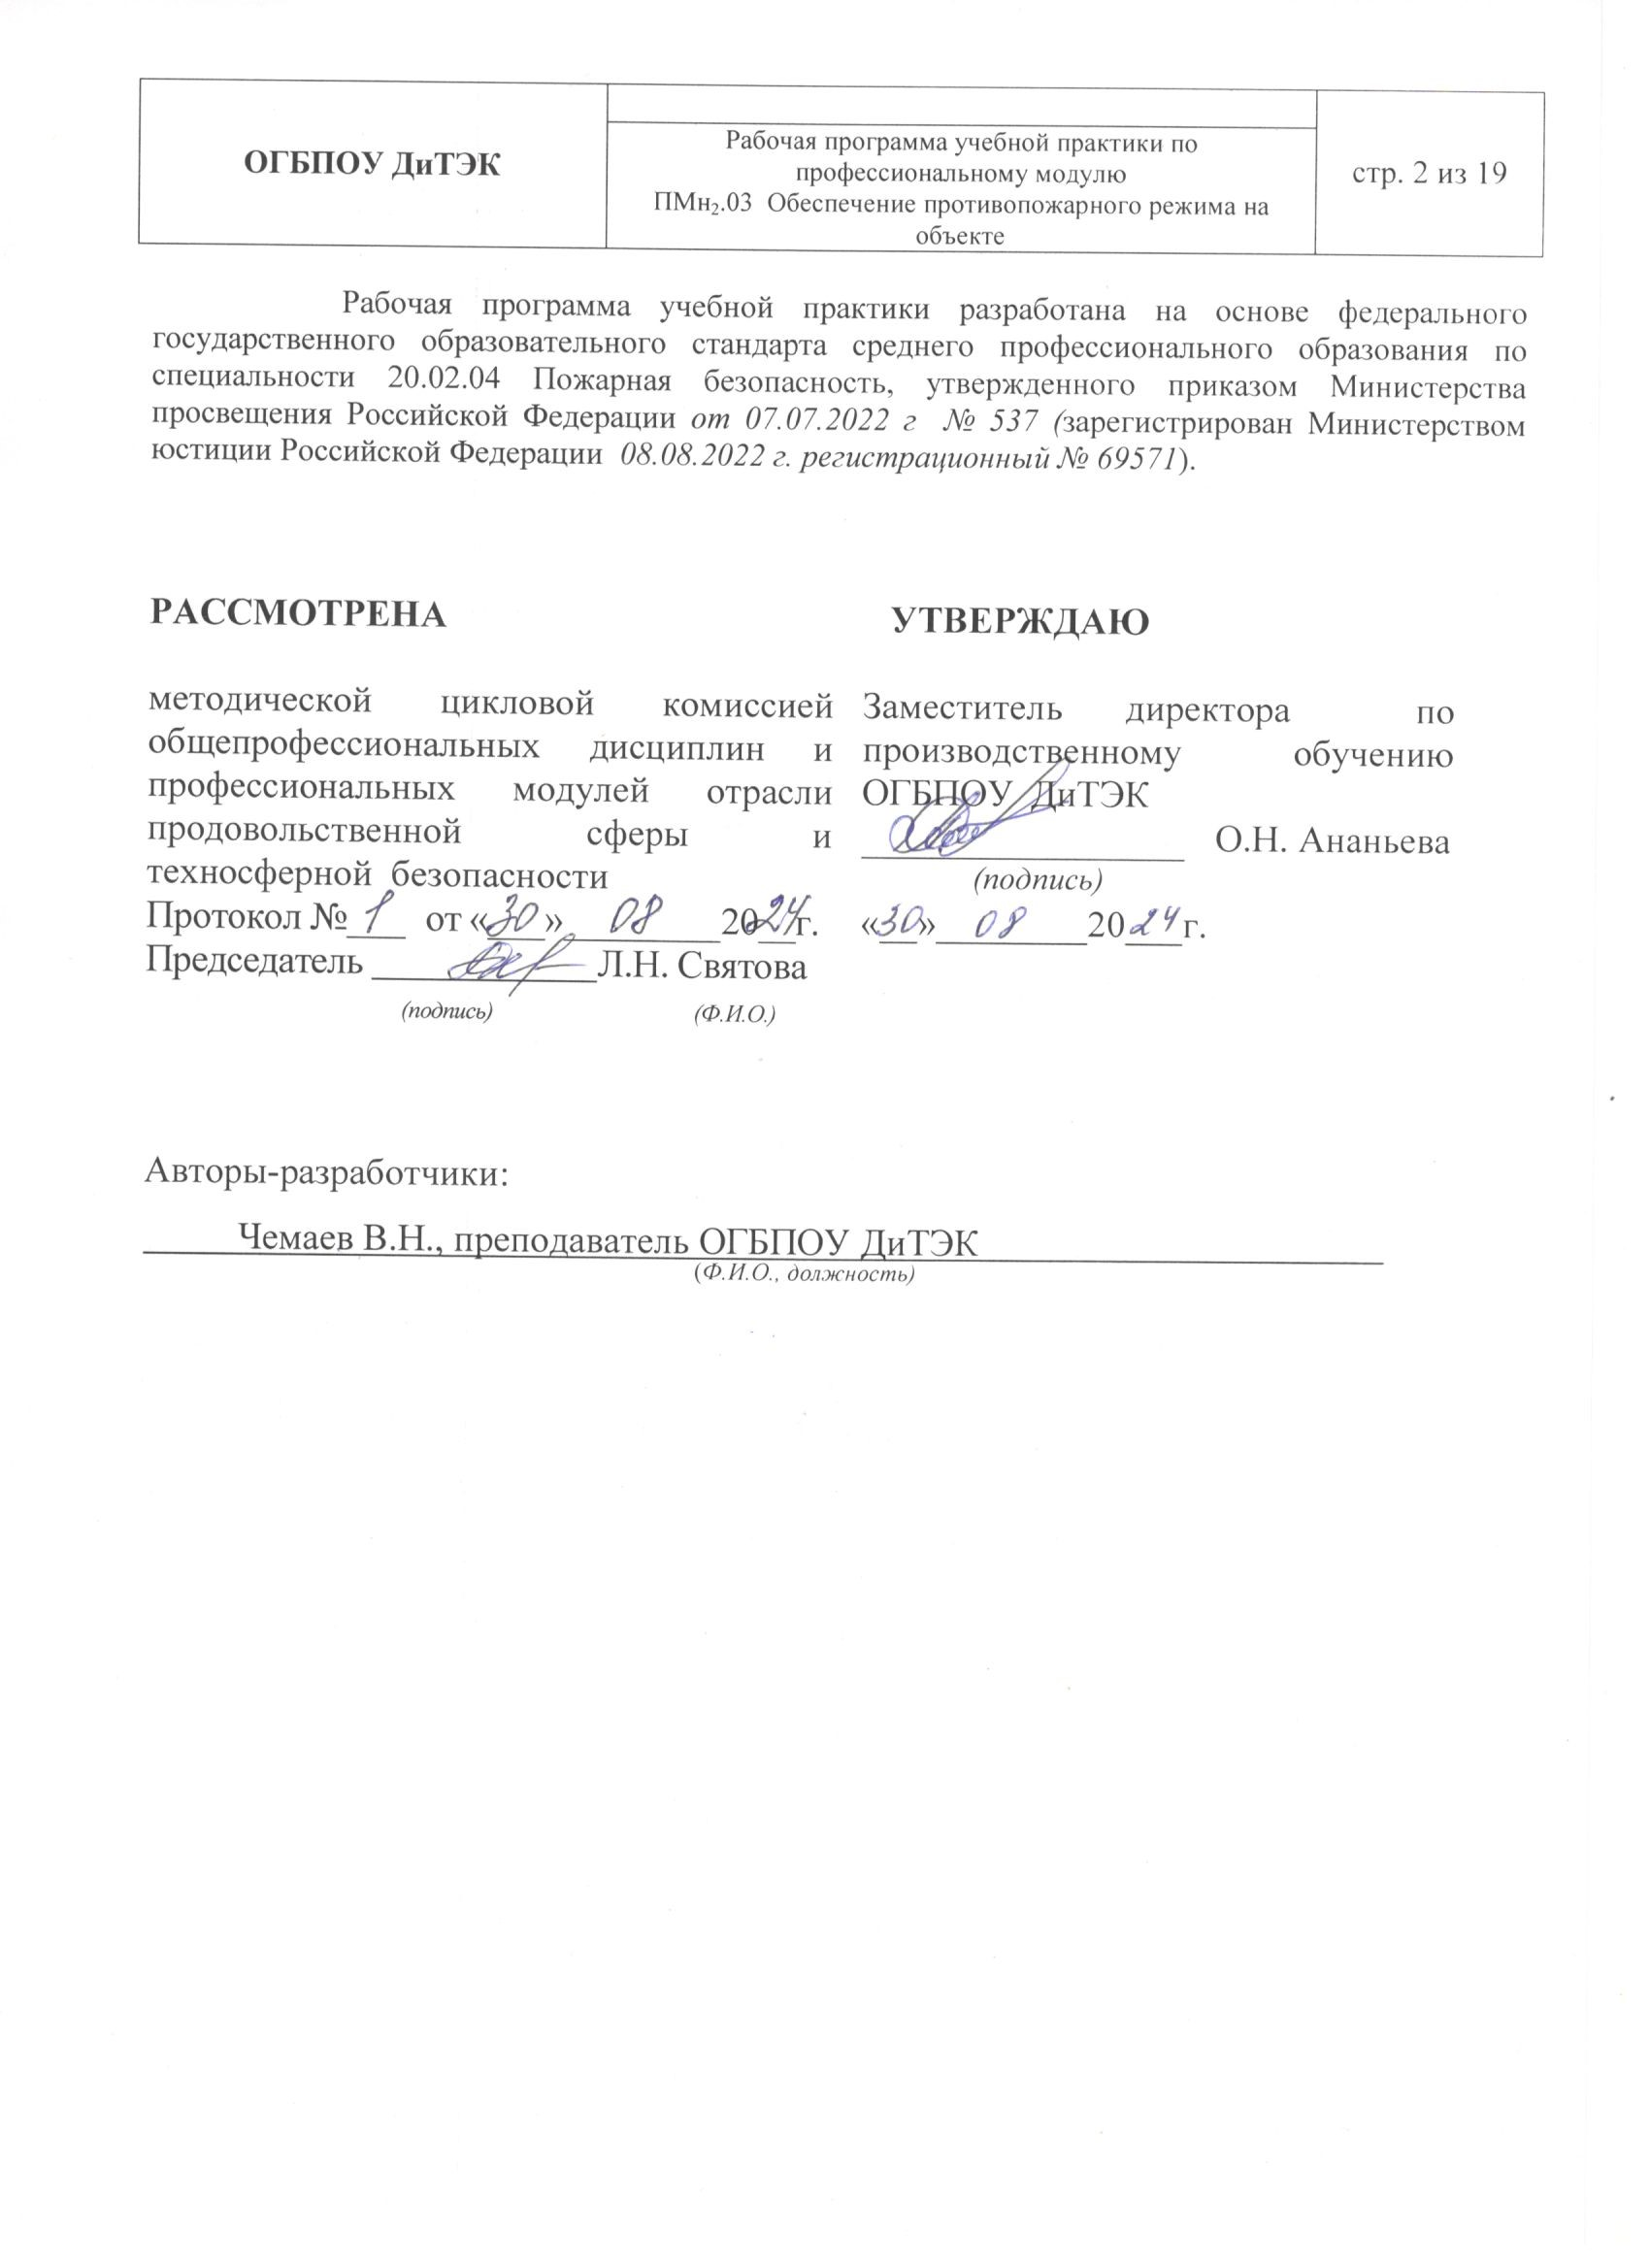 ОГБПОУ ДиТЭК
Рабочая программа учебной практики по
профессиональному модулю
ПМн₂.03 Обеспечение противопожарного режима на
объекте
стр. 2 из 19
Рабочая программа учебной практики разработана на основе федерального
государственного образовательного стандарта среднего профессионального образования по
специальности 20.02.04 Пожарная безопасность, утвержденного приказом Министерства
просвещения Российской Федерации от 07.07.2022 г № 537 (зарегистрирован Министерством
юстиции Российской Федерации 08.08.2022 г. регистрационный № 69571).
РАССМОТРЕНА
методической цикловой комиссией
общепрофессиональных дисциплин и
профессиональных модулей отрасли
продовольственной сферы и
техносферной безопасности
Протокол № 1 от «30» 08 2024г.
Председатель ____________Л.Н. Святова
(подпись) (Ф.И.О.)
УТВЕРЖДАЮ
Заместитель директора по
производственному обучению
ОГБПОУ ДиТЭК
_________________ О.Н. Ананьева
(подпись)
«30» 08 2024г.
Авторы-разработчики:
Чемаев В.Н., преподаватель ОГБПОУ ДиТЭК
(Ф.И.О., должность)